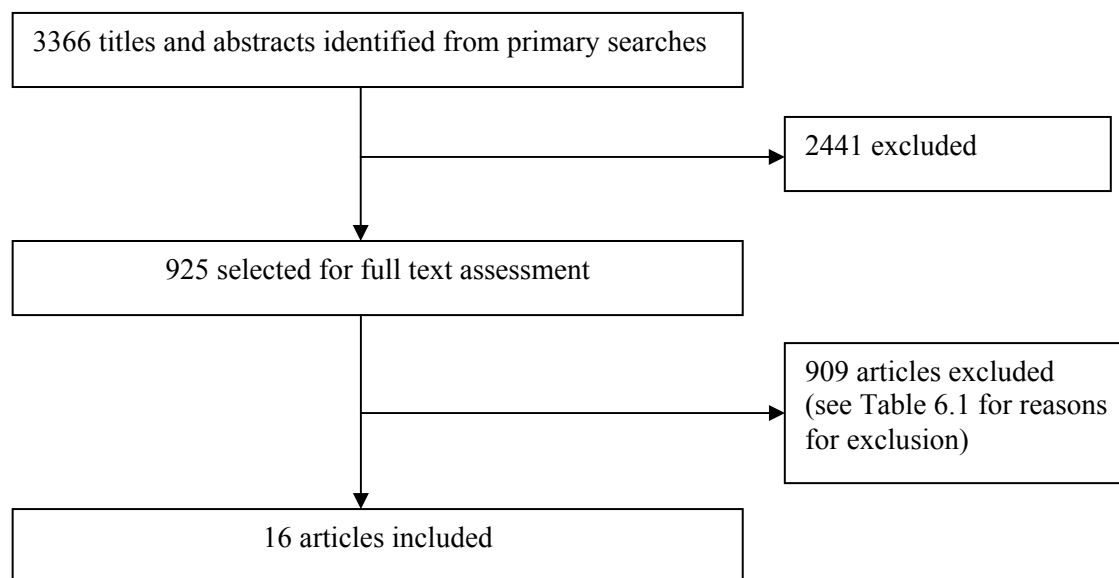 3366 titles and abstracts identified from primary searches
2441 excluded
925 selected for full text assessment
909 articles excluded
(see Table 6.1 for reasons
for exclusion)
16 articles included